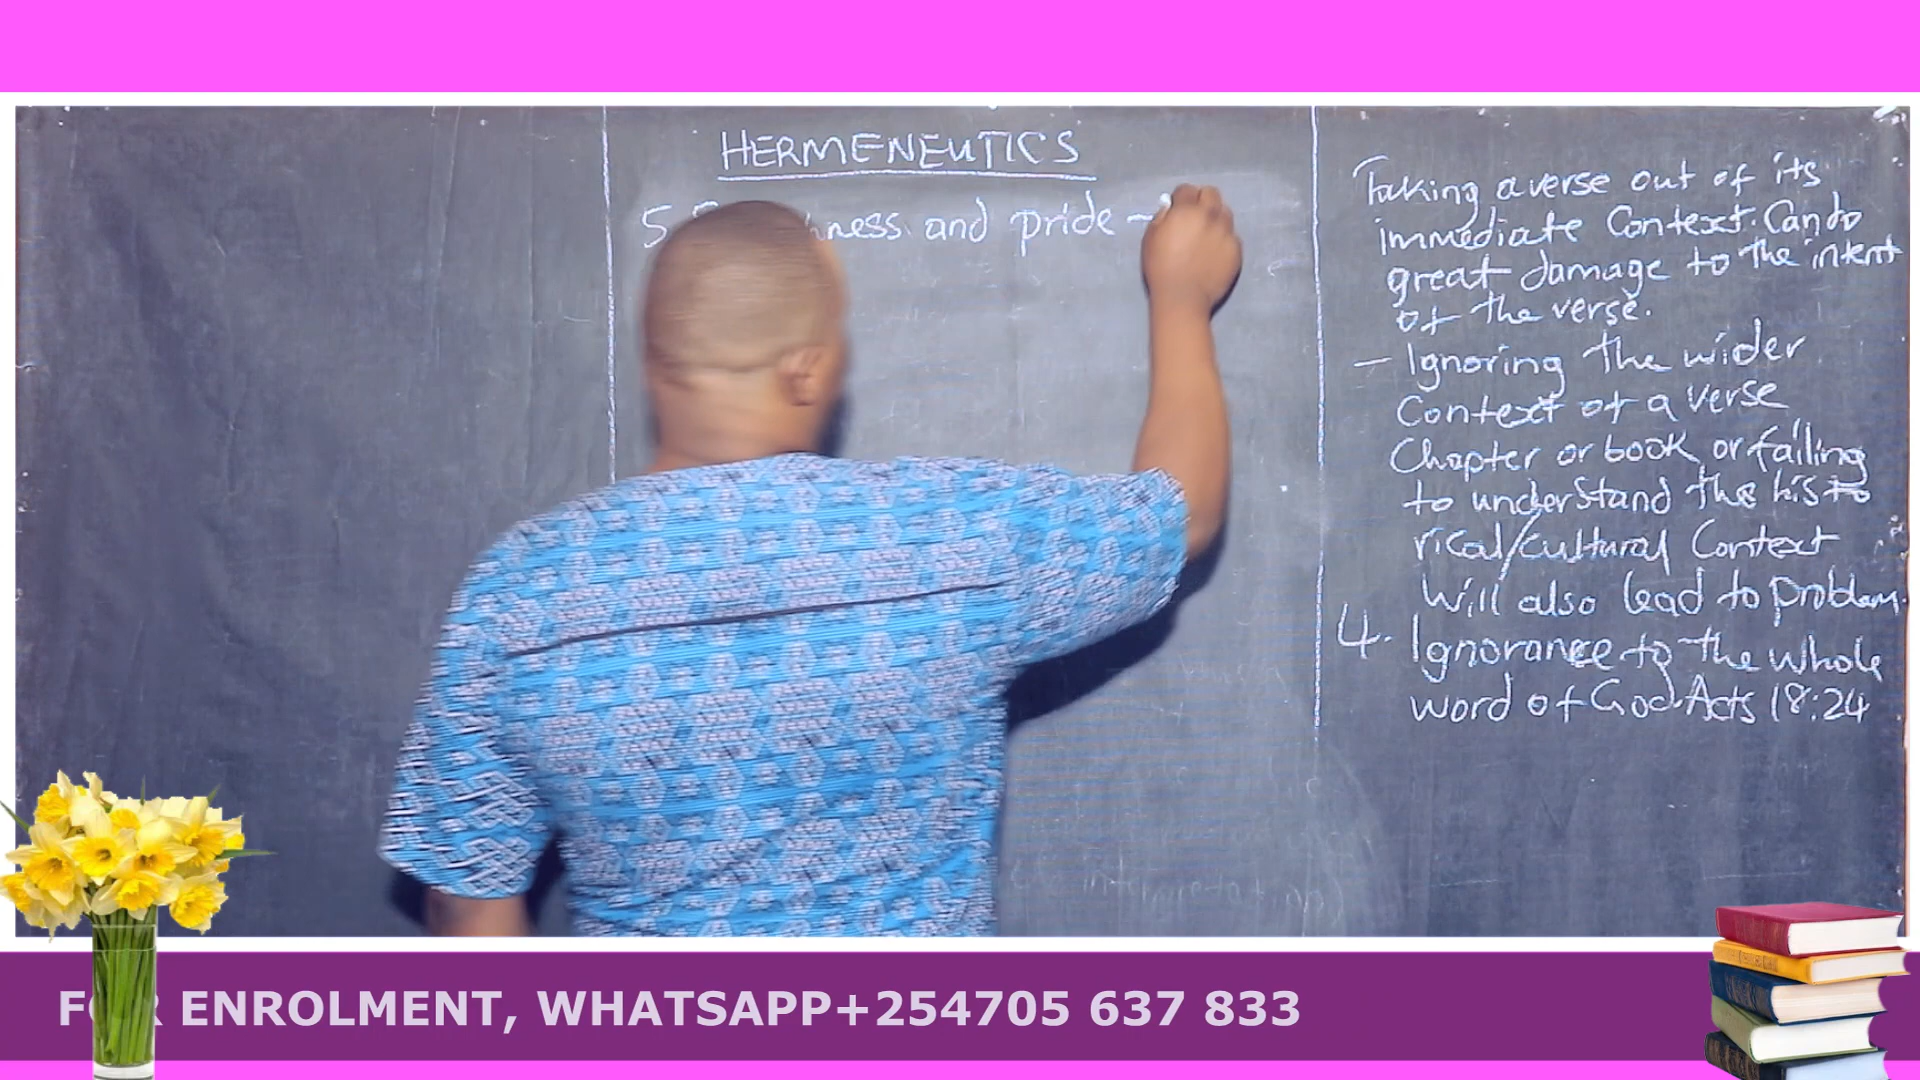 HERMENEUTICS
5. ness and pride –
Taking a verse out of its
immediate Context. Can do
great damage to the intent
of the verse.
– Ignoring the wider
Context of a verse
Chapter or book or failing
to understand the histo
rical/cultural Context
Will also lead to problem.
4. Ignorance to the whole
word of God Acts 18:24
FOR ENROLMENT, WHATSAPP+254705 637 833